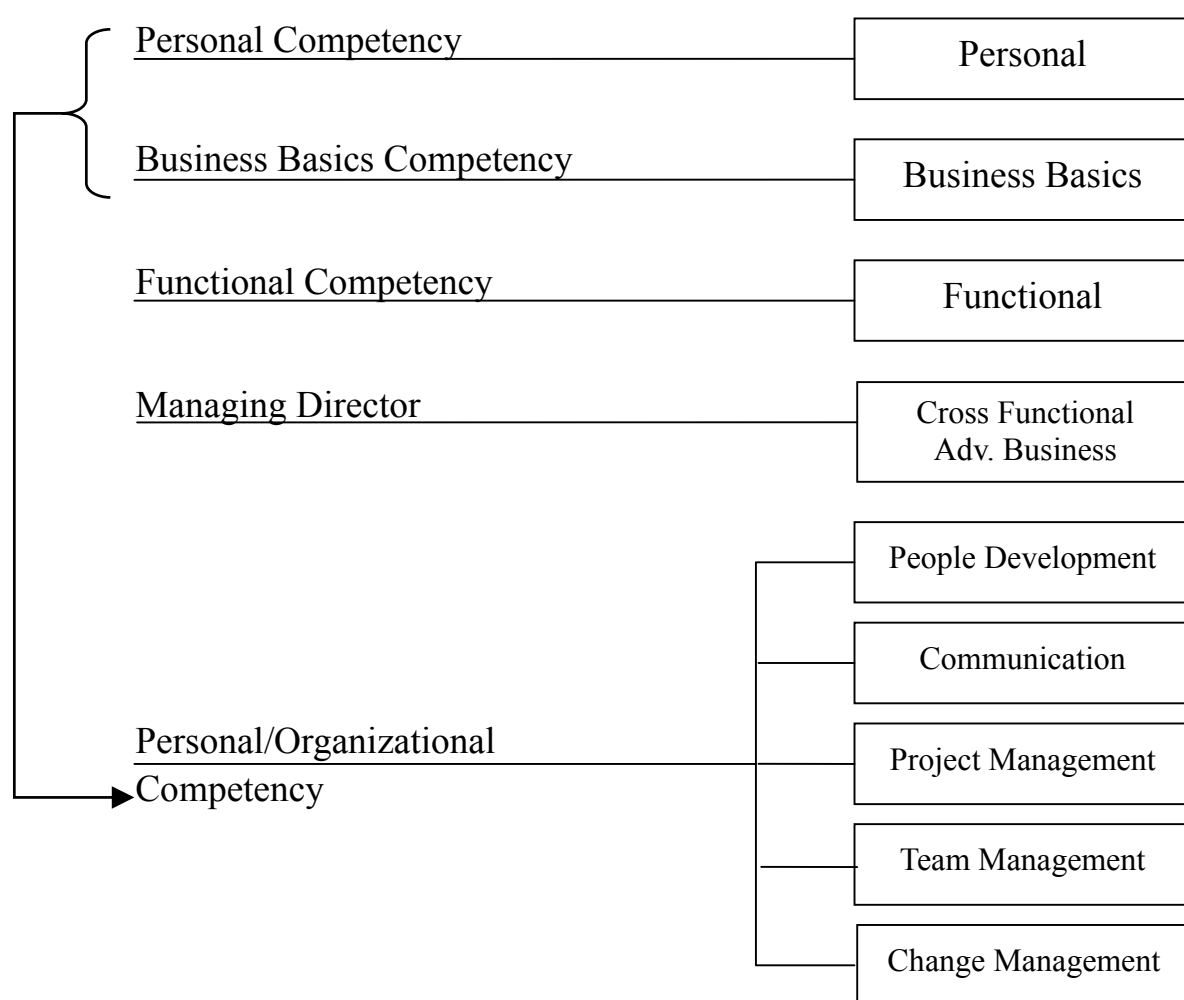 Personal Competency
Personal
Business Basics Competency
Business Basics
Functional Competency
Functional
Managing Director
Cross Functional
Adv. Business
People Development
Communication
Personal/Organizational
Competency
Project Management
Team Management
Change Management